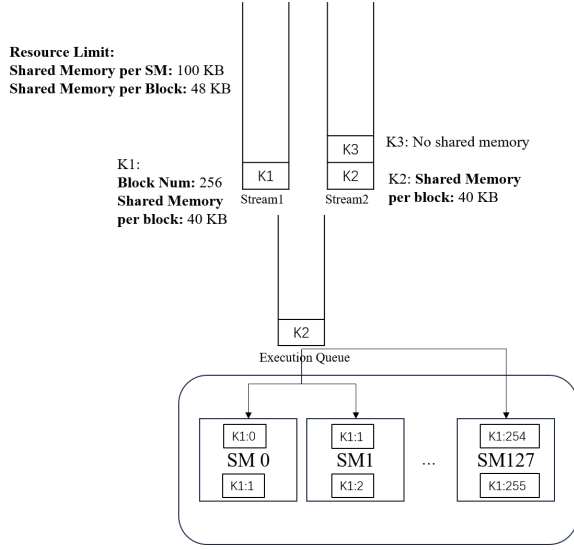 Resource Limit:
Shared Memory per SM: 100 KB
Shared Memory per Block: 48 KB
K1:
Block Num: 256
Shared Memory
per block: 40 KB
K1
Stream1
K3
K2
Stream2
K3: No shared memory
K2: Shared Memory
per block: 40 KB
K2
Execution Queue
K1:0
SM 0
K1:1
K1:1
SM1
K1:2
...
K1:254
SM127
K1:255